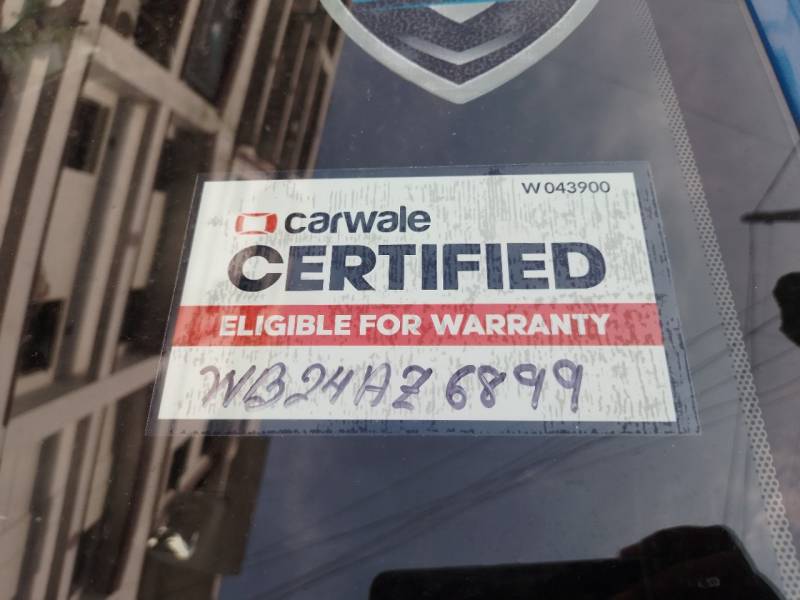 W 043900
carwale
CERTIFIED
ELIGIBLE FOR WARRANTY
WB24AZ 6899